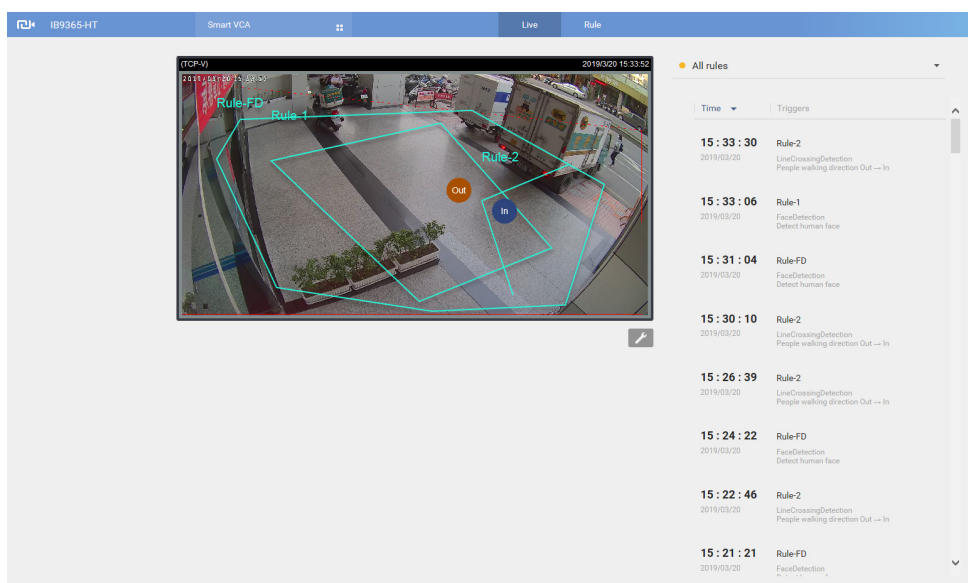 IB9365-HT
Smart VCA
Live
Rule
(TCP-V)
2019/3/20 15:33:52
Rule-FD
Rule-1
Rule-2
Out
In
All rules
Time
Triggers
15 : 33 : 30
Rule-2
2019/03/20
LineCrossingDetection
People walking direction Out → In
15 : 33 : 06
Rule-1
2019/03/20
FaceDetection
Detect human face
15 : 31 : 04
Rule-FD
2019/03/20
FaceDetection
Detect human face
15 : 30 : 10
Rule-2
2019/03/20
LineCrossingDetection
People walking direction Out → In
15 : 26 : 39
Rule-2
2019/03/20
LineCrossingDetection
People walking direction Out → In
15 : 24 : 22
Rule-FD
2019/03/20
FaceDetection
Detect human face
15 : 22 : 46
Rule-2
2019/03/20
LineCrossingDetection
People walking direction Out → In
15 : 21 : 21
Rule-FD
2019/03/20
FaceDetection